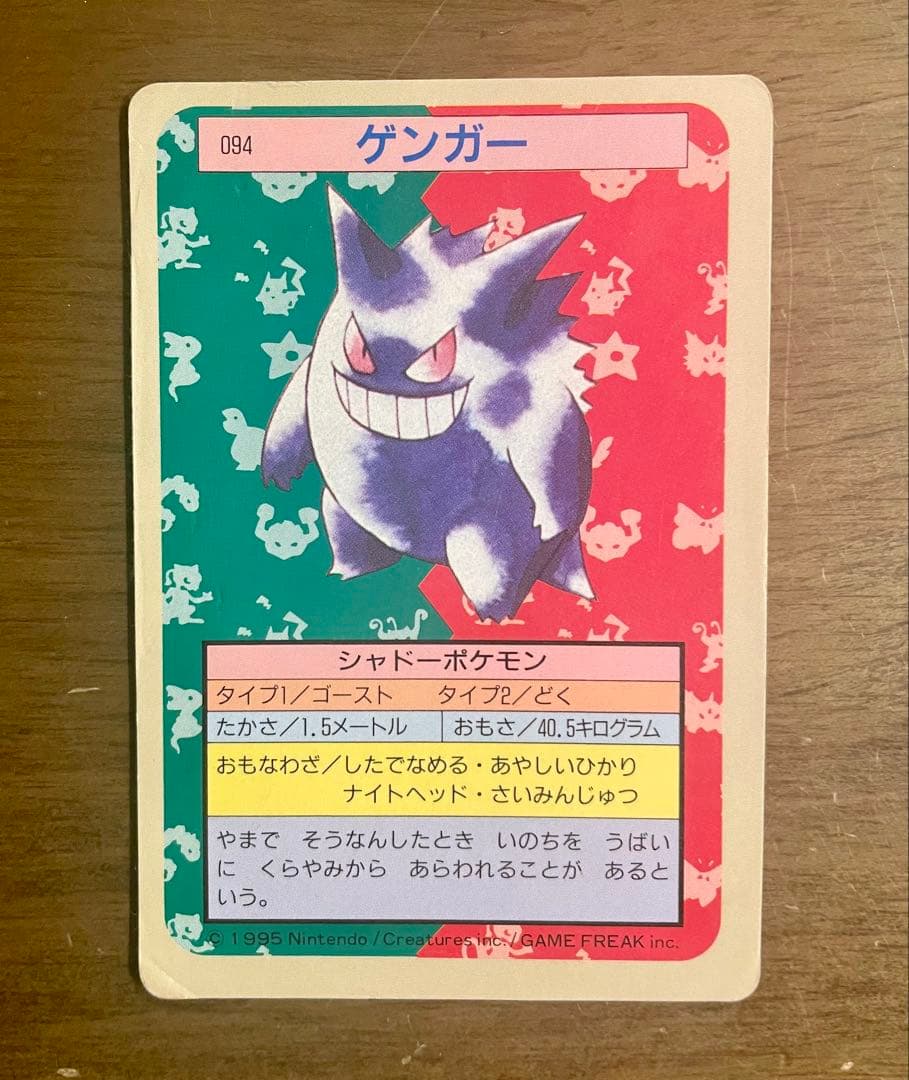 094 ゲンガー
シャドーポケモン
タイプ1/ゴースト タイプ2/どく
たかさ/1.5メートル おもさ/40.5キログラム
おもなわざ/したでなめる・あやしいひかり
ナイトヘッド・さいみんじゅつ
やまで そうなんしたとき いのちを うばい
に くらやみから あらわれることが あると
いう。
© 1995 Nintendo/Creatures inc./GAME FREAK inc.